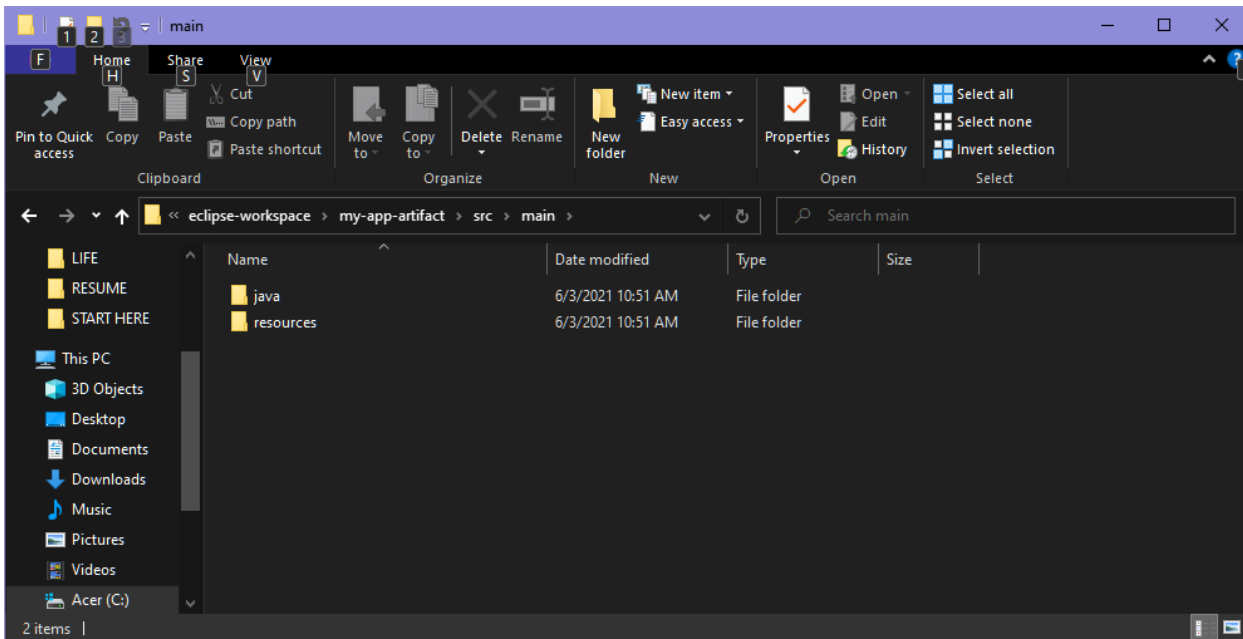 main
1 2 3
F Home Share View
H S V
Pin to Quick access
Copy
Paste
Cut
Copy path
Paste shortcut
Clipboard
Move to
Copy to
Delete
Rename
Organize
New folder
New item
Easy access
New
Properties
Open
Edit
History
Open
Select all
Select none
Invert selection
Select
« eclipse-workspace > my-app-artifact > src > main >
Search main
LIFE
RESUME
START HERE
This PC
3D Objects
Desktop
Documents
Downloads
Music
Pictures
Videos
Acer (C:)
Name Date modified Type Size
java 6/3/2021 10:51 AM File folder
resources 6/3/2021 10:51 AM File folder
2 items